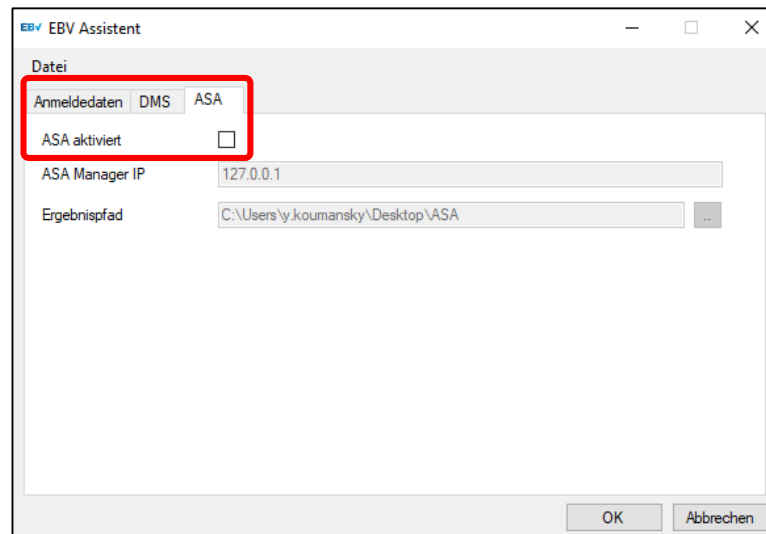 EBV EBV Assistent
Datei
Anmeldedaten DMS ASA
ASA aktiviert
ASA Manager IP 127.0.0.1
Ergebnispfad C:\Users\y.koumansky\Desktop\ASA ..
OK Abbrechen